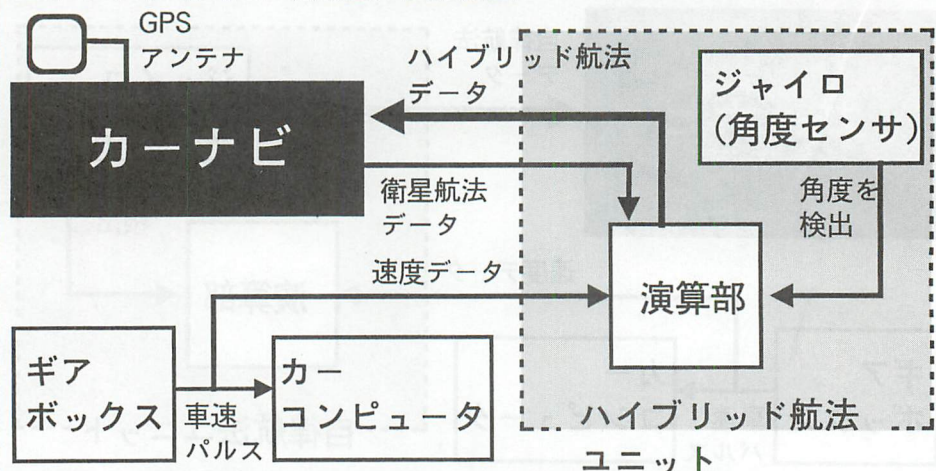 GPS
アンテナ
カーナビ
ハイブリッド航法
データ
ジャイロ
(角度センサ)
衛星航法
データ
角度を
検出
速度データ
演算部
ギア
ボックス
車速
パルス
カー
コンピュータ
ハイブリッド航法
ユニット